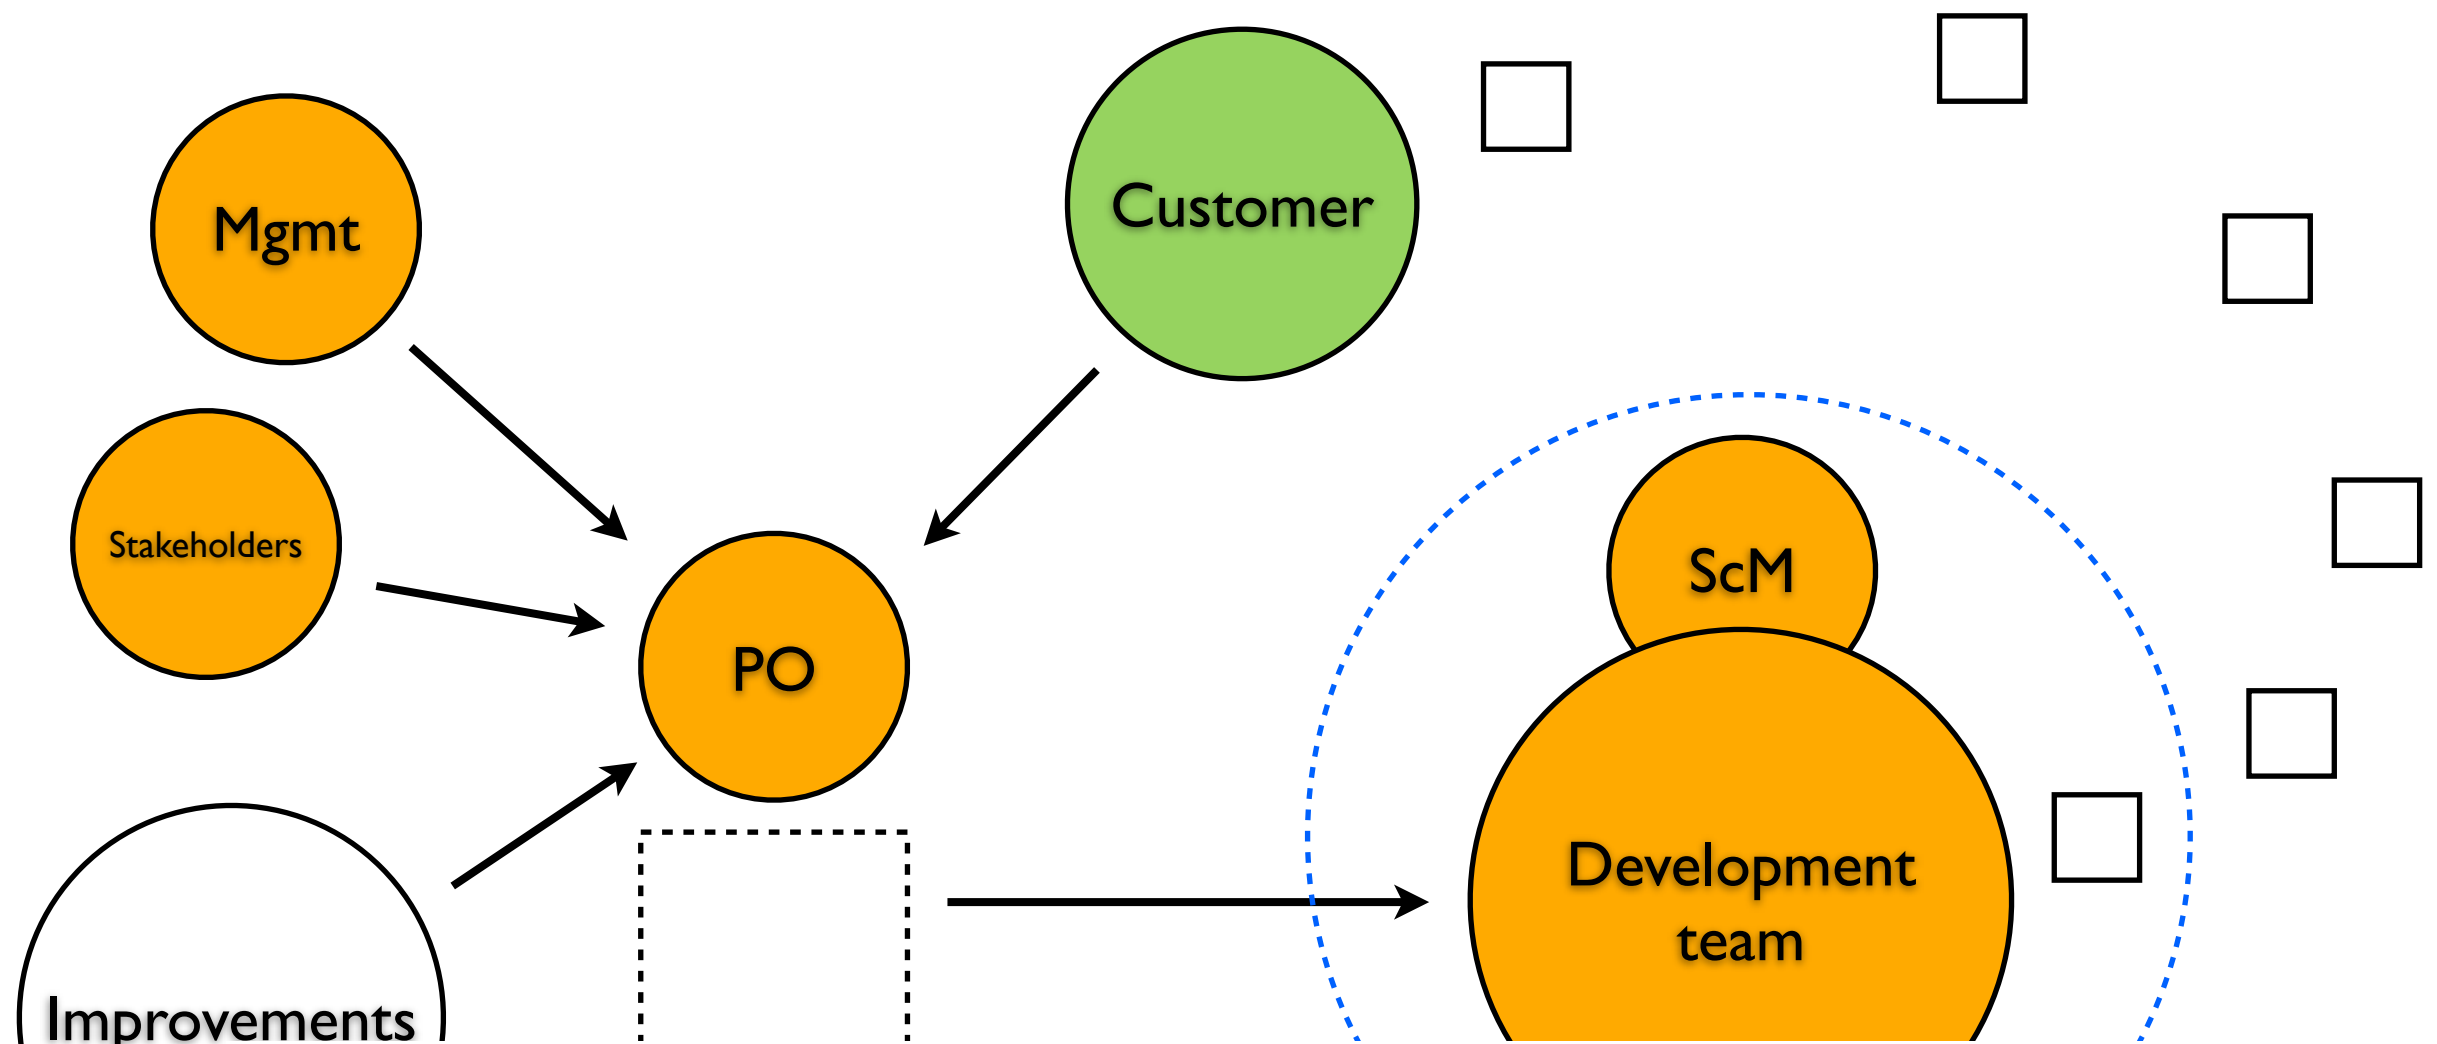 Customer
Mgmt
Stakeholders
ScM
PO
Development
team
Improvements